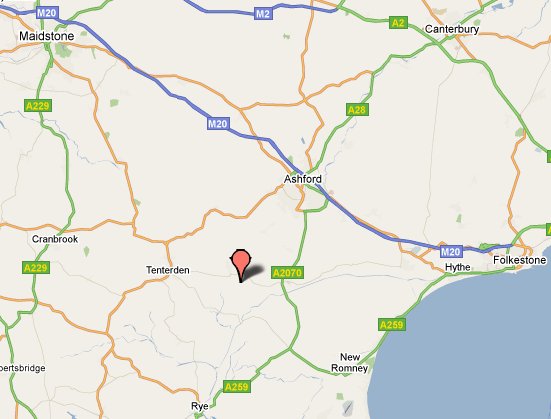 M20
M2
A2
Maidstone
Canterbury
A229
A28
M20
Ashford
Cranbrook
A229
Tenterden
A2070
M20
Hythe
Folkestone
A259
New
Romney
ertsbridge
A259
Rye